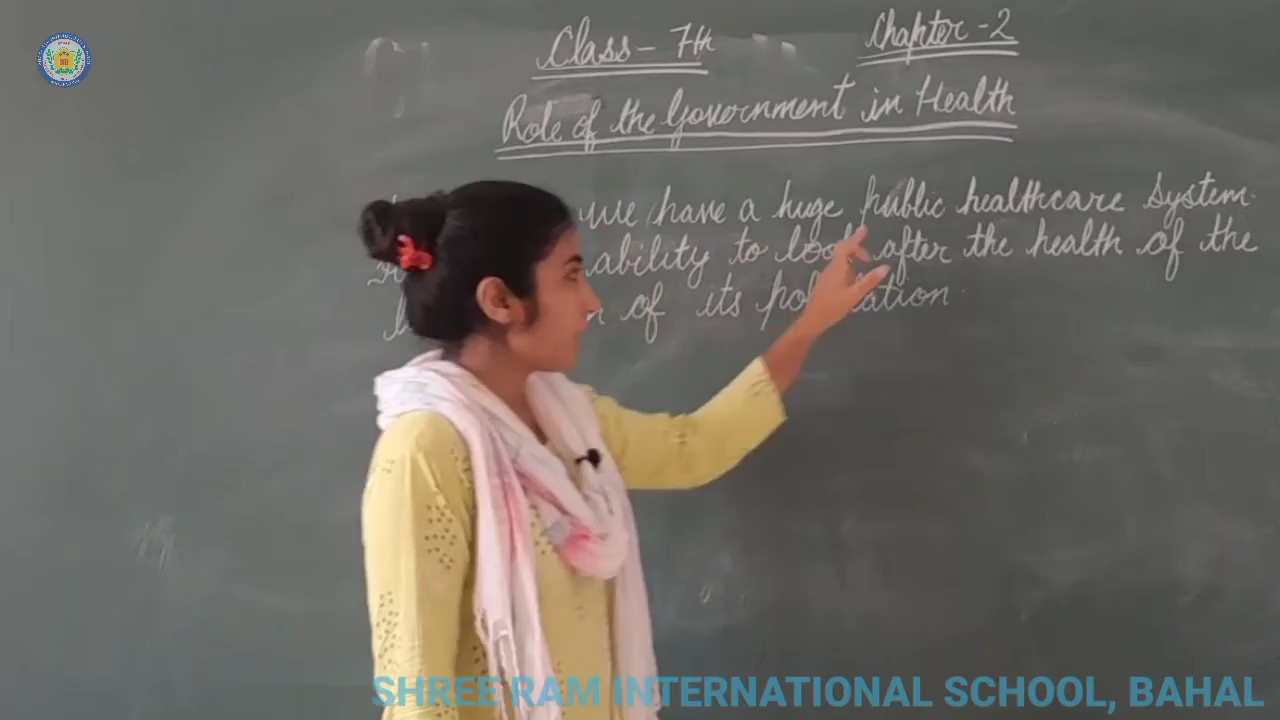 Class - 7th
Chapter - 2
Role of the Government in Health
we have a huge public healthcare system.
ability to look after the health of the
of its population.
SHREE RAM INTERNATIONAL SCHOOL, BAHAL